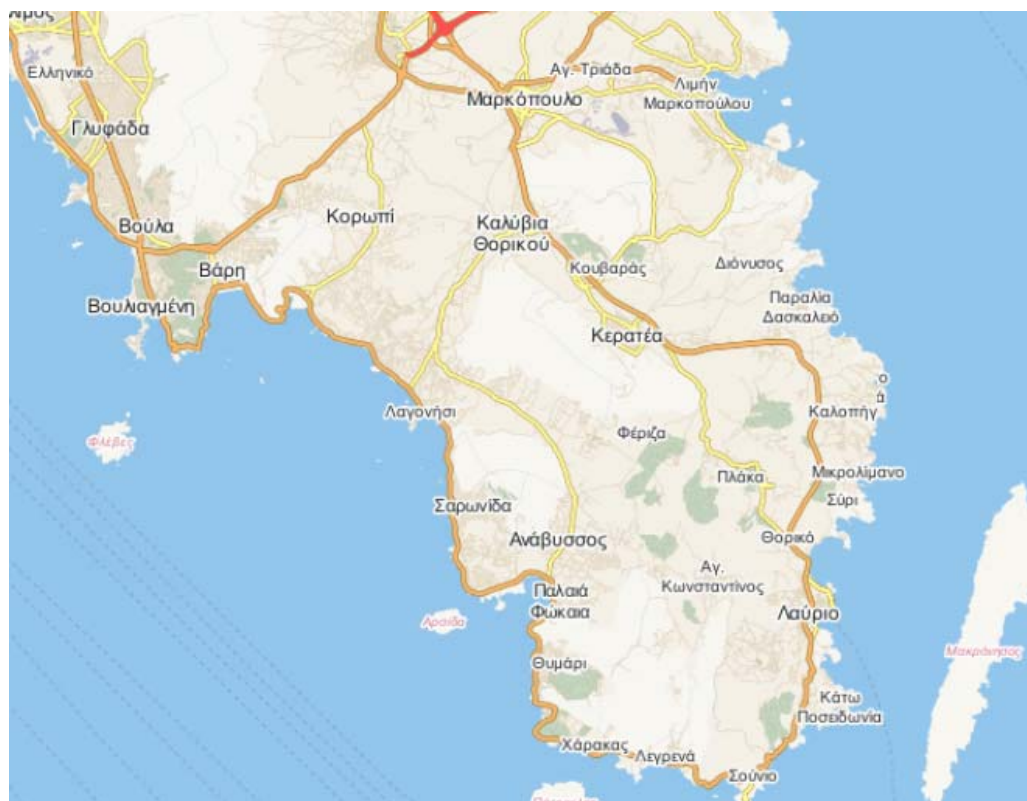 Ελληνικό
Αγ. Τριάδα
Λιμήν
Μαρκοπούλου
Μαρκόπουλο
Γλυφάδα
Βούλα
Κορωπί
Καλύβια
Θορικού
Βάρη
Κουβαράς
Διόνυσος
Βουλιαγμένη
Παραλία
Δασκαλειό
Κερατέα
Λαγονήσι
Καλοπήγ
Φλέβες
Φέριζα
Πλάκα
Μικρολίμανο
Σύρι
Σαρωνίδα
Ανάβυσσος
Θορικό
Αγ.
Κωνσταντίνος
Παλαιά
Φώκαια
Λαύριο
Θυμάρι
Μακρόνησος
Κάτω
Ποσειδωνία
Χάρακας
Λεγρενά
Σούνιο